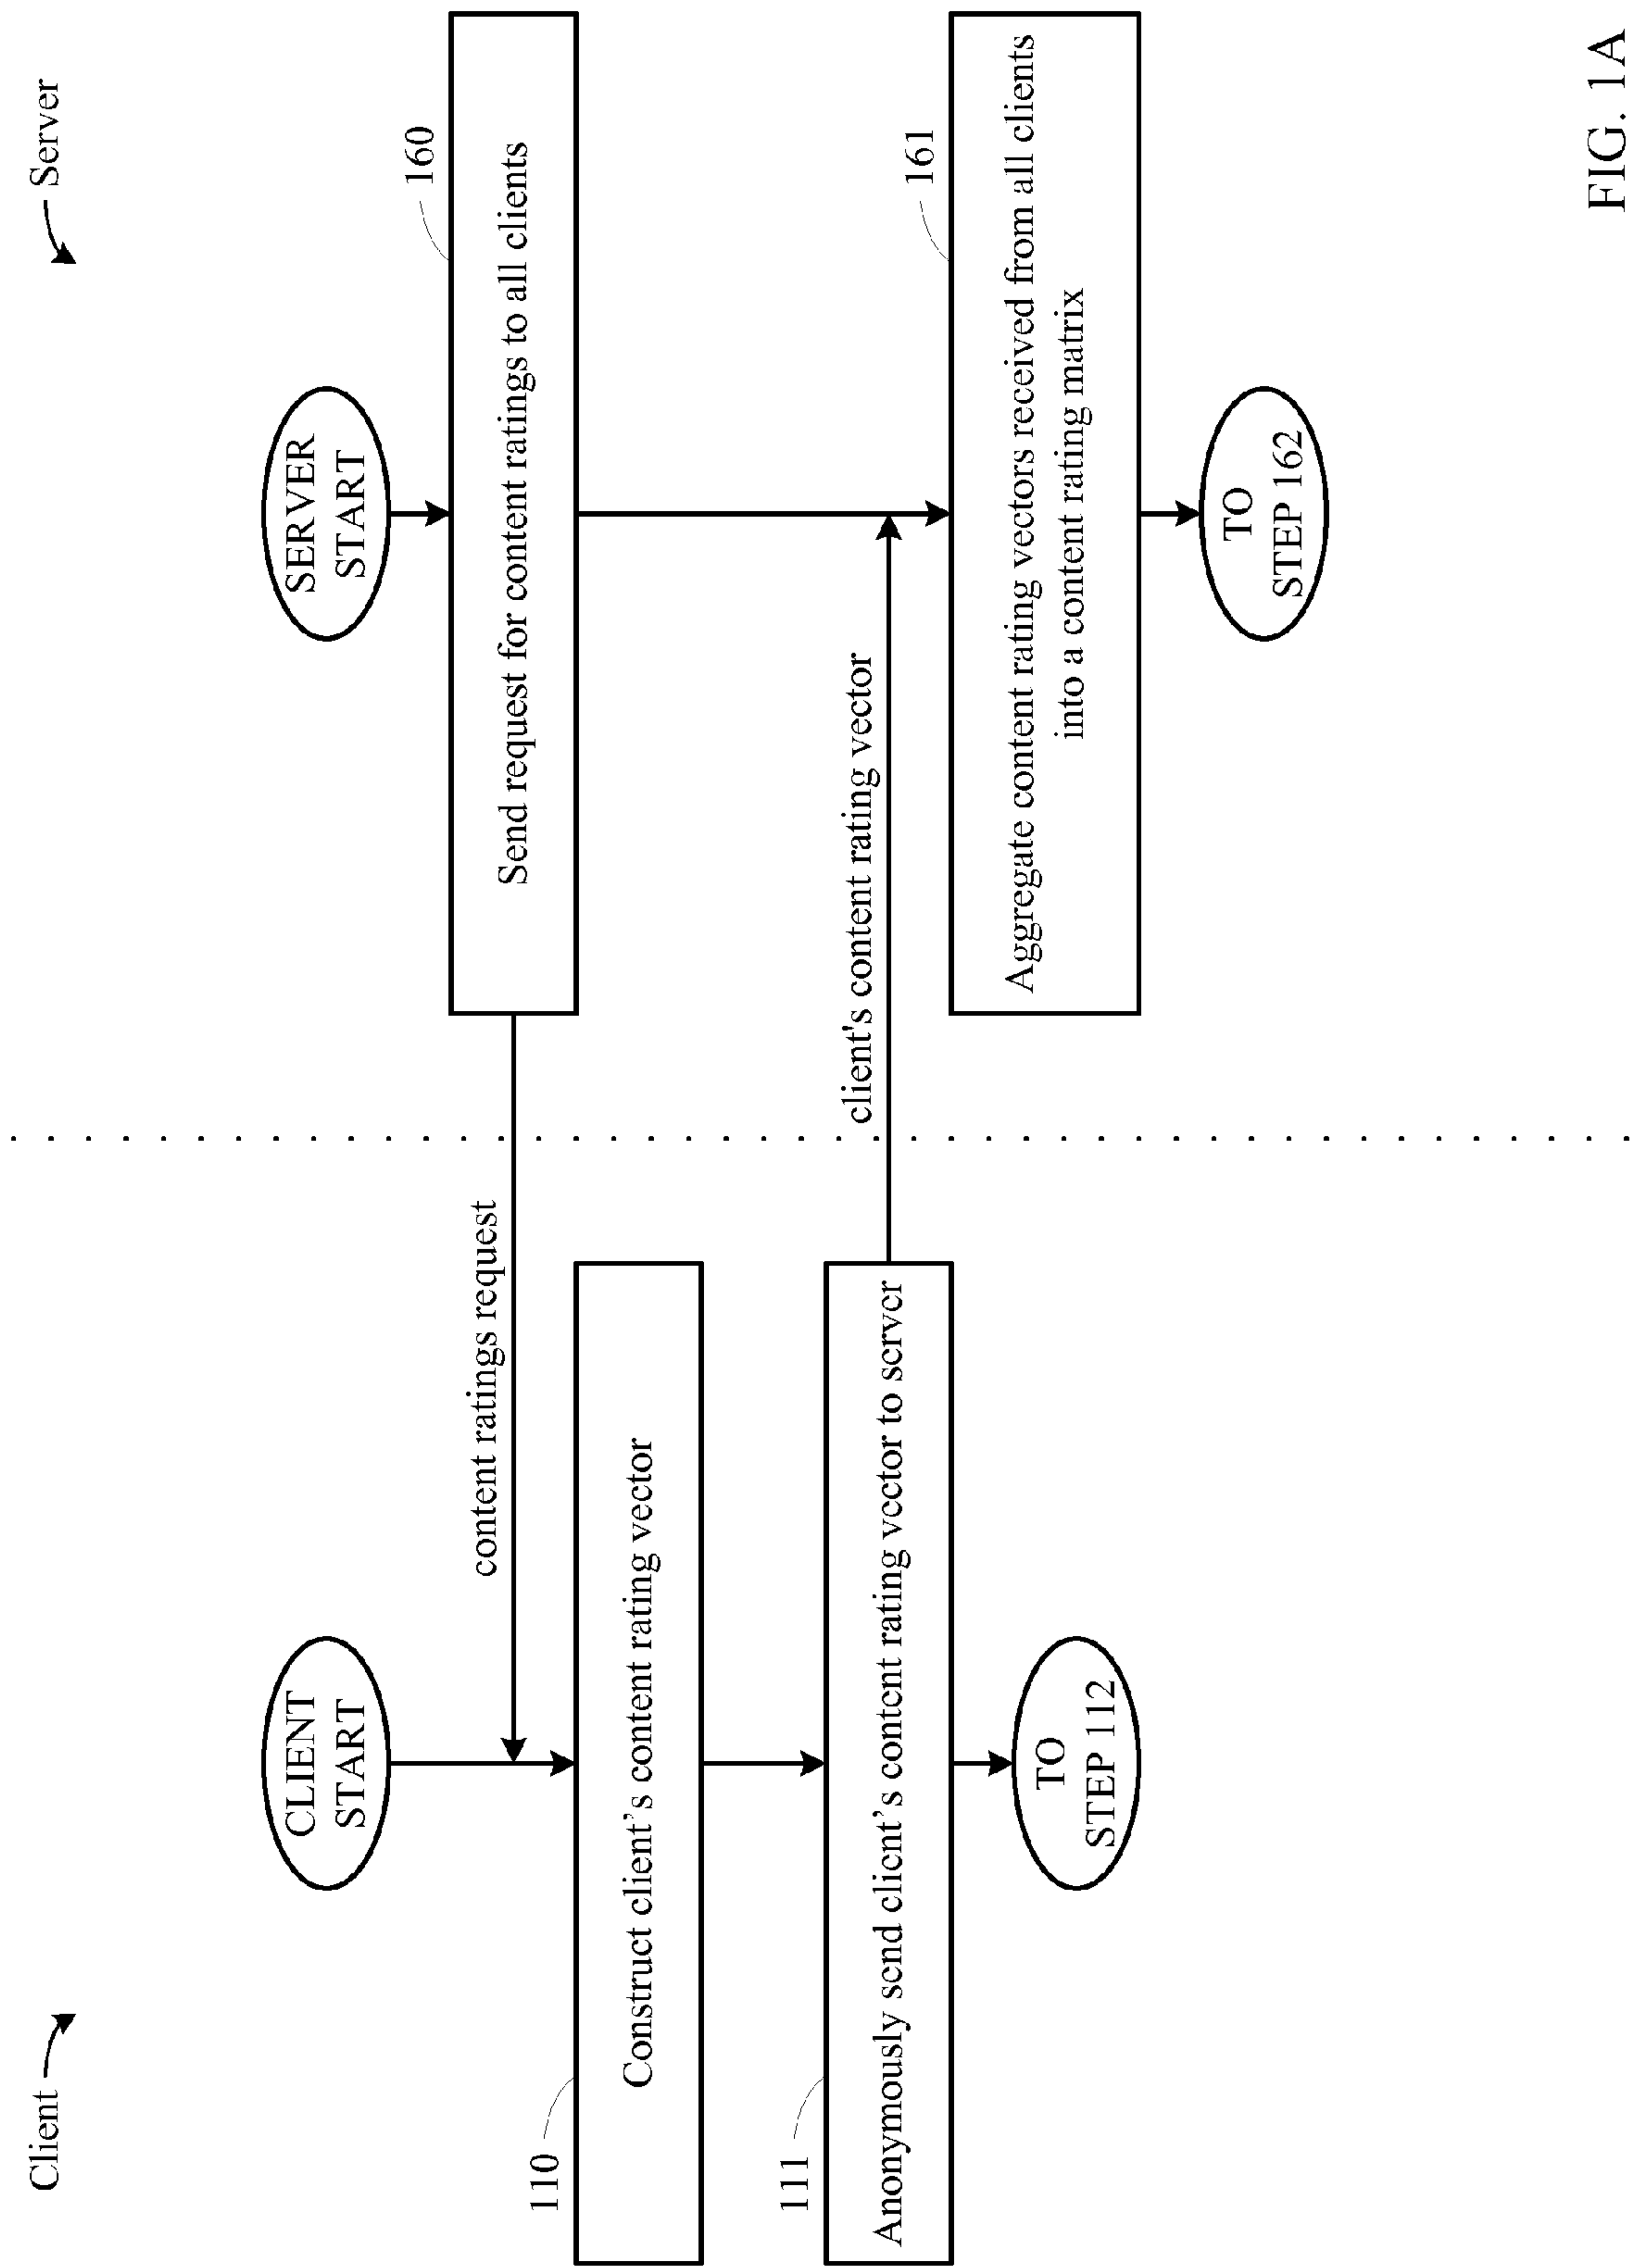 Client
Server
CLIENT
START
SERVER
START
160
Send request for content ratings to all clients
content ratings request
110
Construct client’s content rating vector
111
Anonymously send client’s content rating vector to server
client's content rating vector
161
Aggregate content rating vectors received from all clients
into a content rating matrix
TO
STEP 112
TO
STEP 162
FIG. 1A